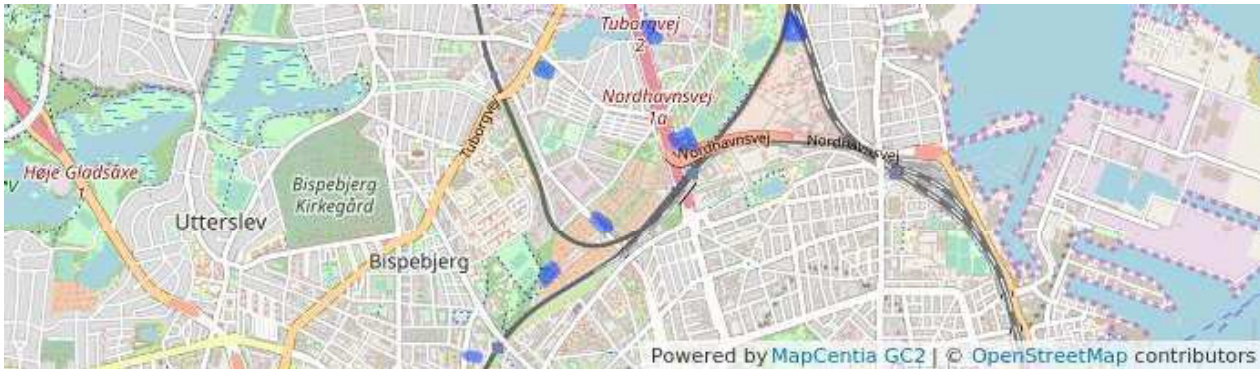 Tuborgvej
2
Nordhavnsvej
1a
Tuborgvej
Nordhavnsvej
Nordhavnsvej
Høje Gladsaxe
1
Bispebjerg
Kirkegård
Utterslev
Bispebjerg
Powered by MapCentia GC2 | © OpenStreetMap contributors